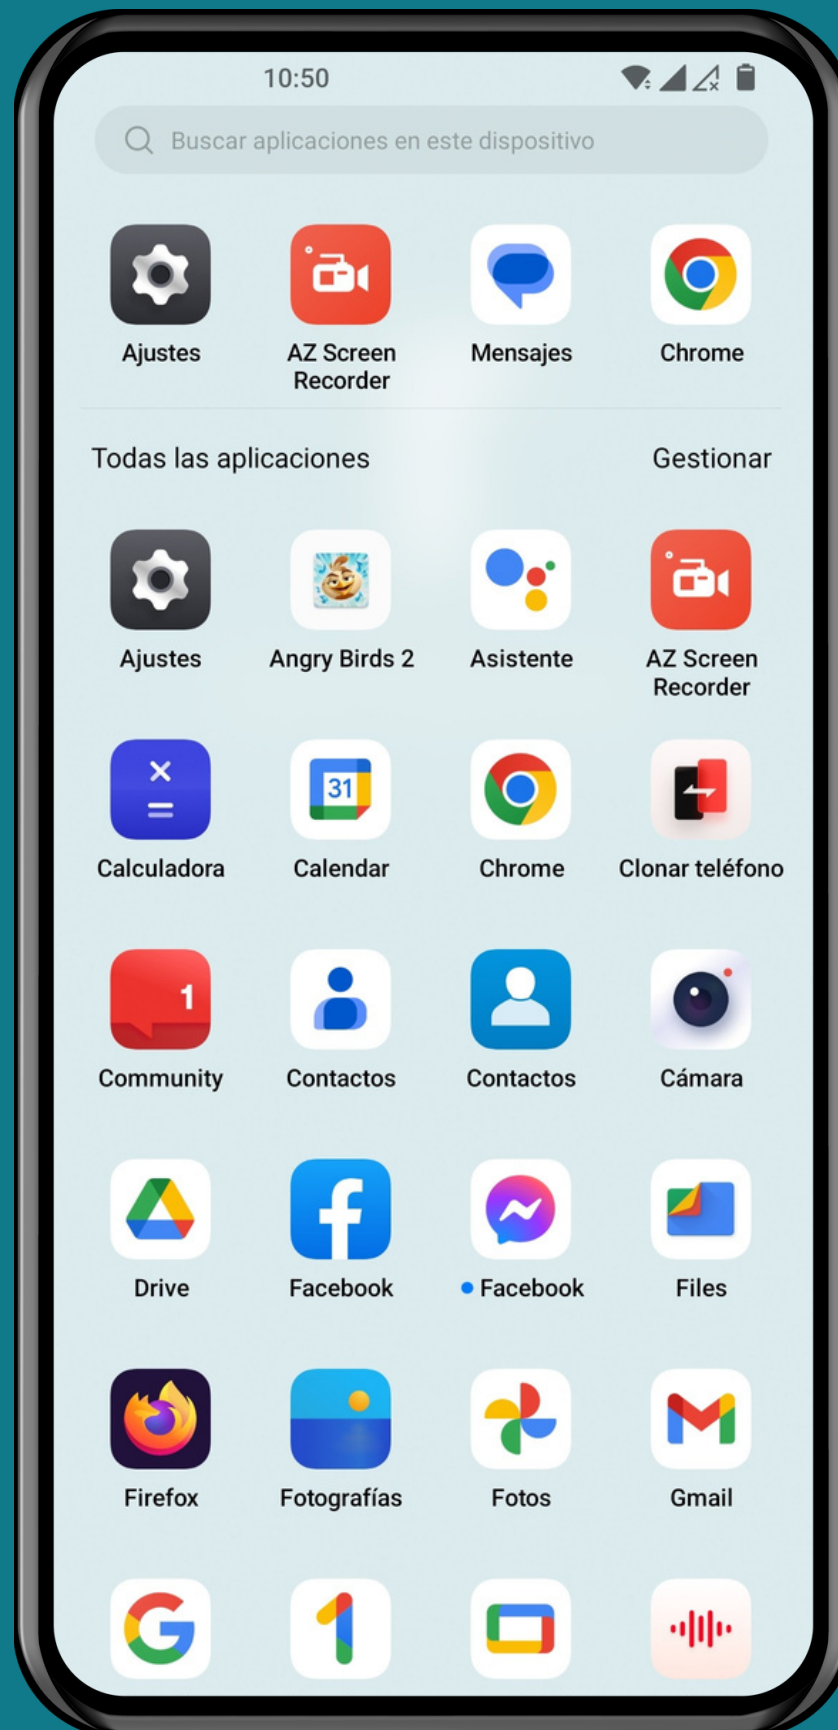 10:50
Buscar aplicaciones en este dispositivo
Ajustes
AZ Screen
Recorder
Mensajes
Chrome
Todas las aplicaciones
Gestionar
Ajustes
Angry Birds 2
Asistente
AZ Screen
Recorder
Calculadora
31
Calendar
Chrome
Clonar teléfono
1
Community
Contactos
Contactos
Cámara
Drive
Facebook
Facebook
Files
Firefox
Fotografías
Fotos
Gmail